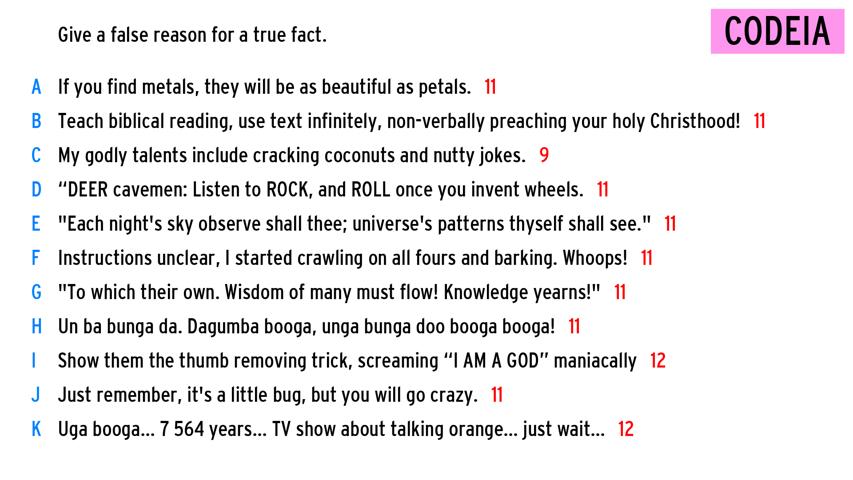 Give a false reason for a true fact.
CODEIA
A If you find metals, they will be as beautiful as petals. 11
B Teach biblical reading, use text infinitely, non-verbally preaching your holy Christhood! 11
C My godly talents include cracking coconuts and nutty jokes. 9
D “DEER cavemen: Listen to ROCK, and ROLL once you invent wheels. 11
E "Each night's sky observe shall thee; universe's patterns thyself shall see." 11
F Instructions unclear, I started crawling on all fours and barking. Whoops! 11
G "To which their own. Wisdom of many must flow! Knowledge yearns!" 11
H Un ba bunga da. Dagumba booga, unga bunga doo booga booga! 11
I Show them the thumb removing trick, screaming “I AM A GOD” maniacally 12
J Just remember, it's a little bug, but you will go crazy. 11
K Uga booga... 7 564 years... TV show about talking orange... just wait... 12